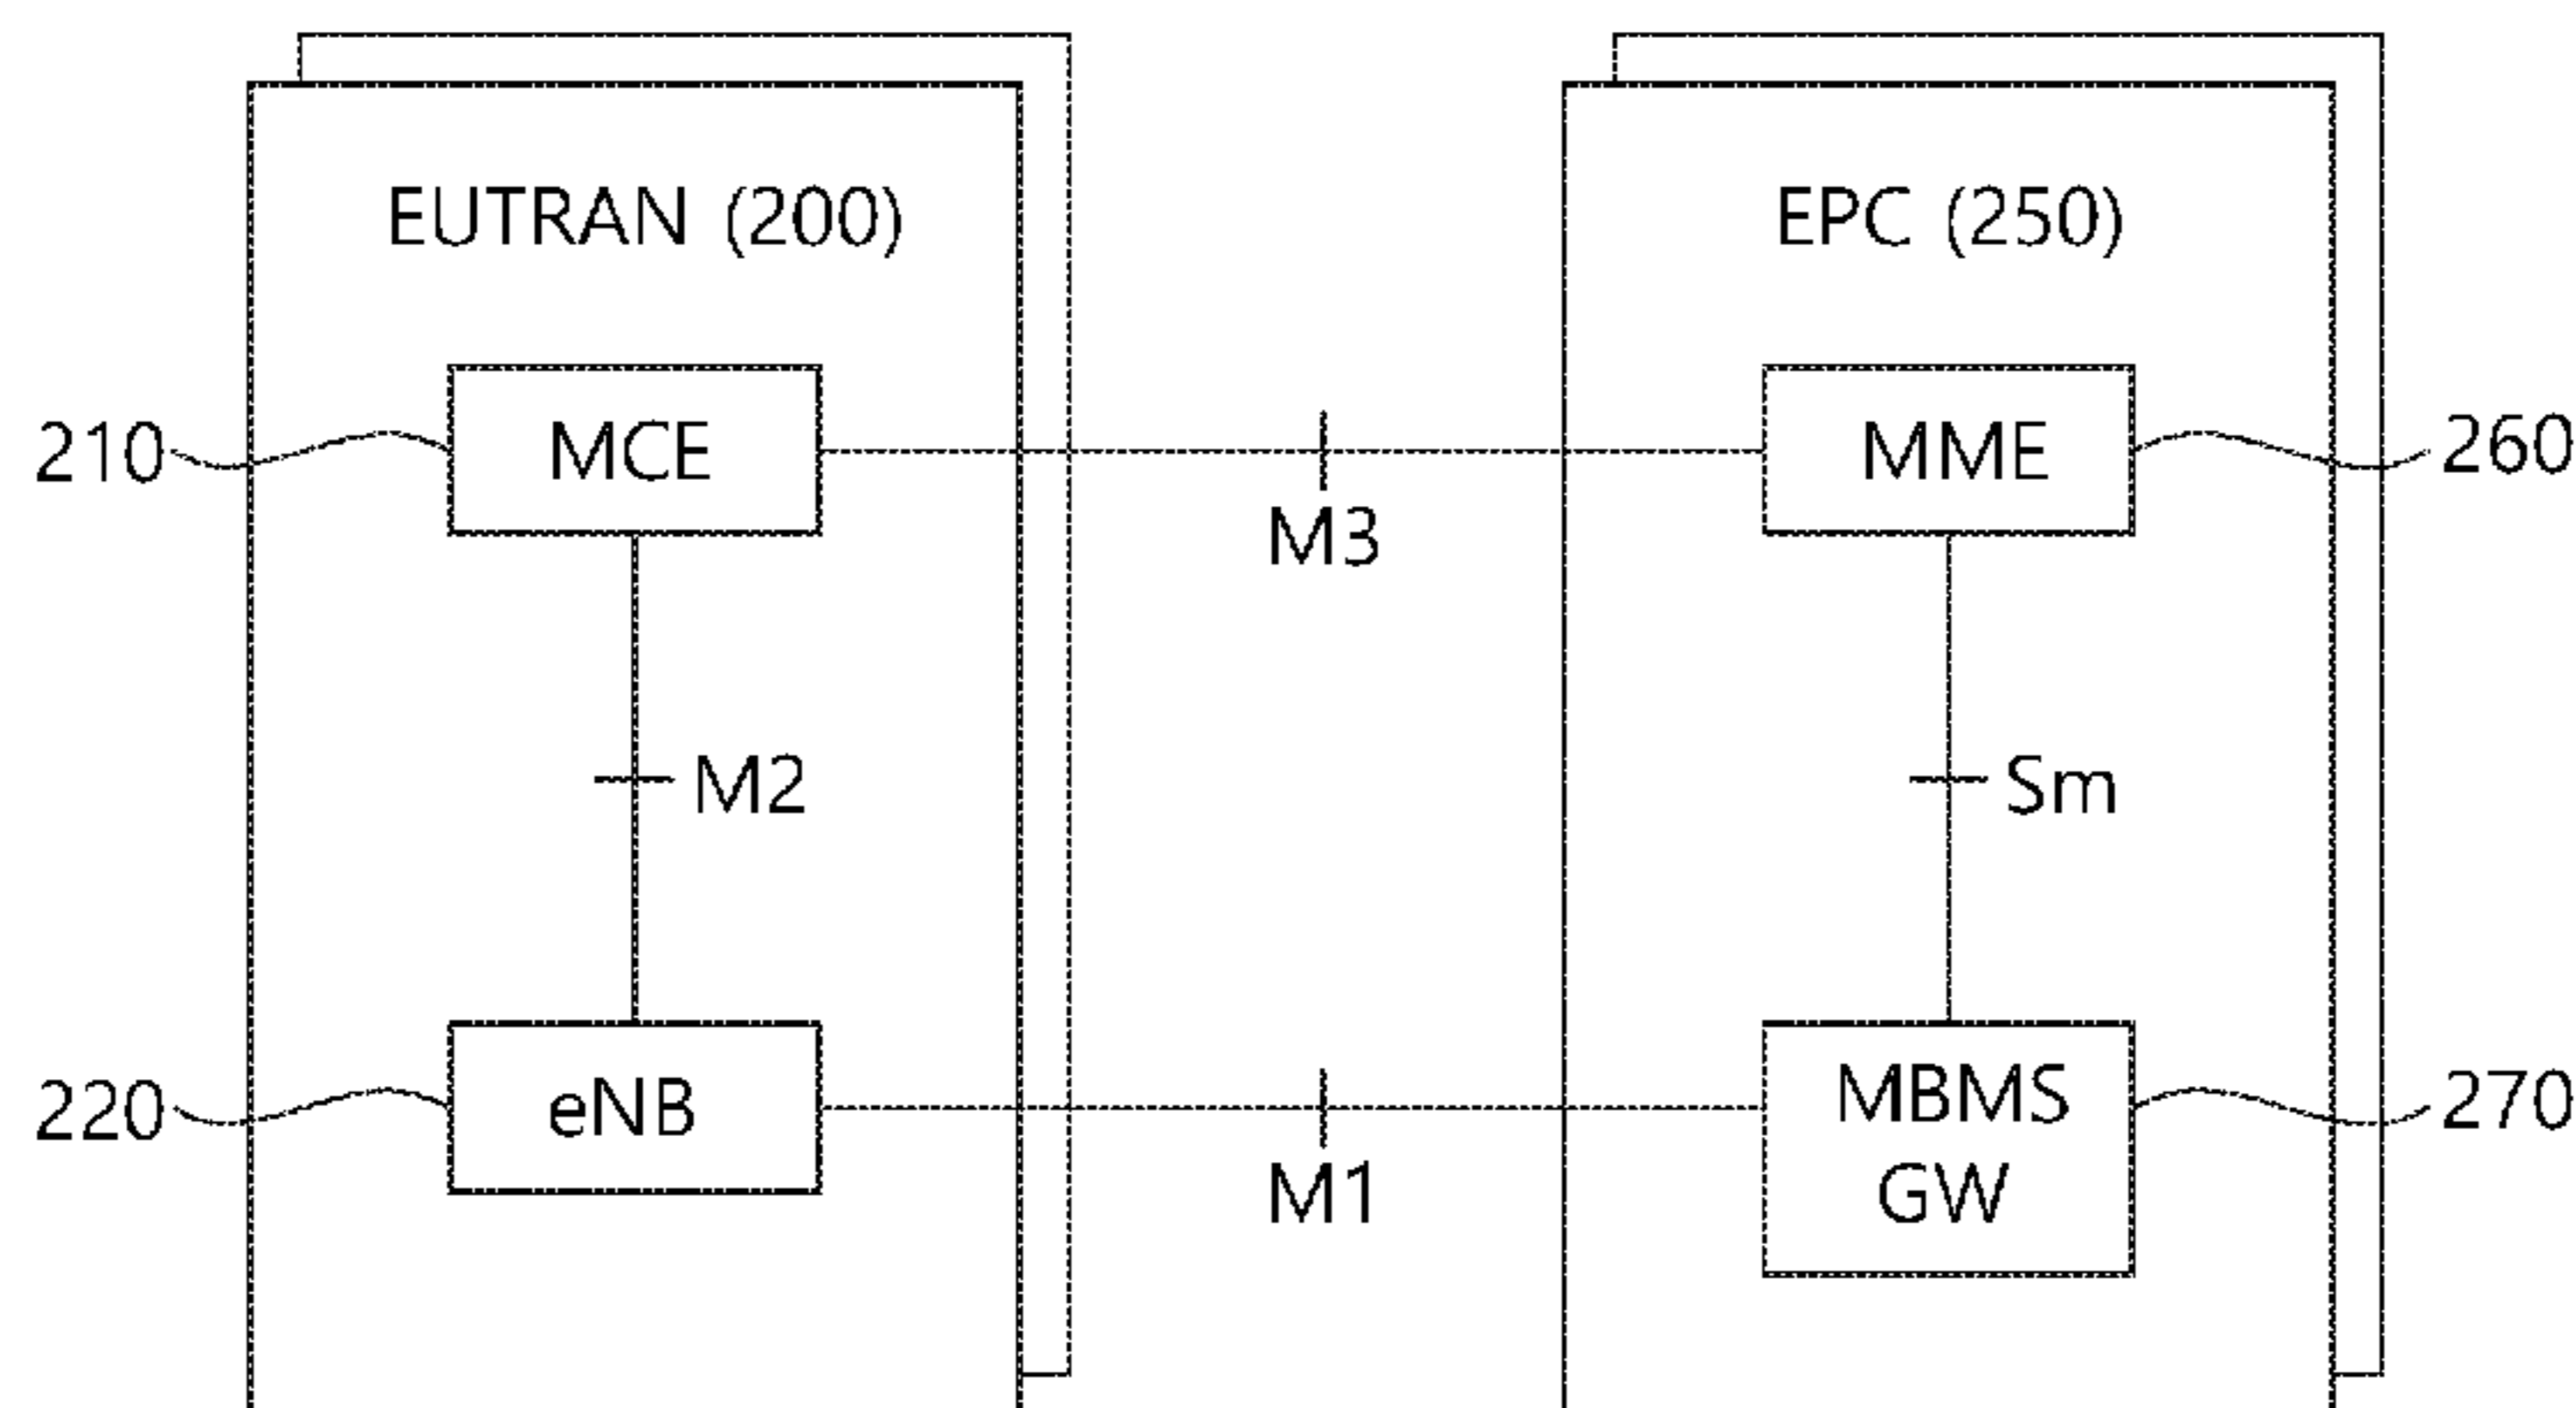 EUTRAN (200)
EPC (250)
210
MCE
MME
260
M3
M2
Sm
220
eNB
MBMS
GW
270
M1